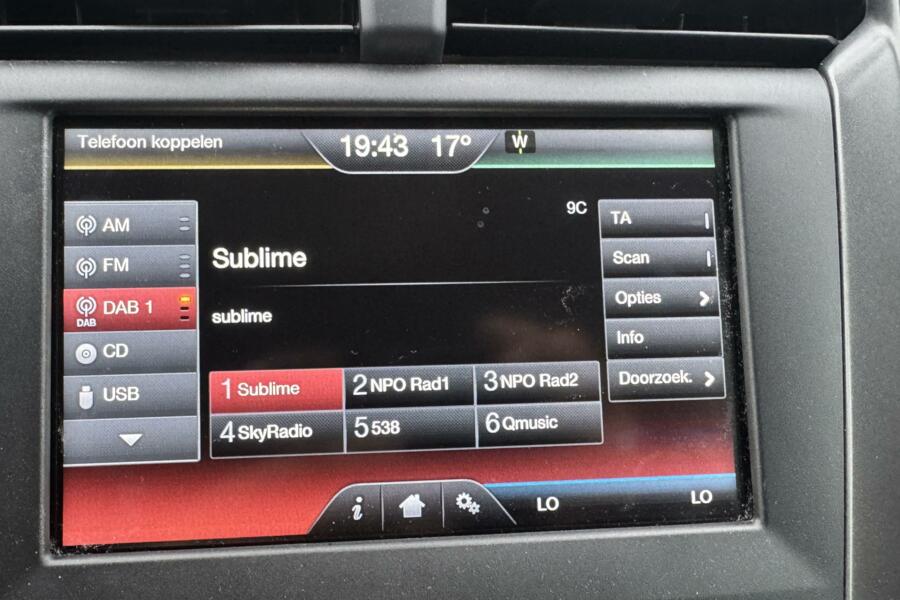 Telefoon koppelen
19:43 17°
W
9C
AM
FM
DAB 1
DAB
CD
USB
Sublime
sublime
TA
Scan
Opties
Info
Doorzoek.
1 Sublime
2 NPO Rad1
3 NPO Rad2
4 SkyRadio
5 538
6 Qmusic
i
LO
LO